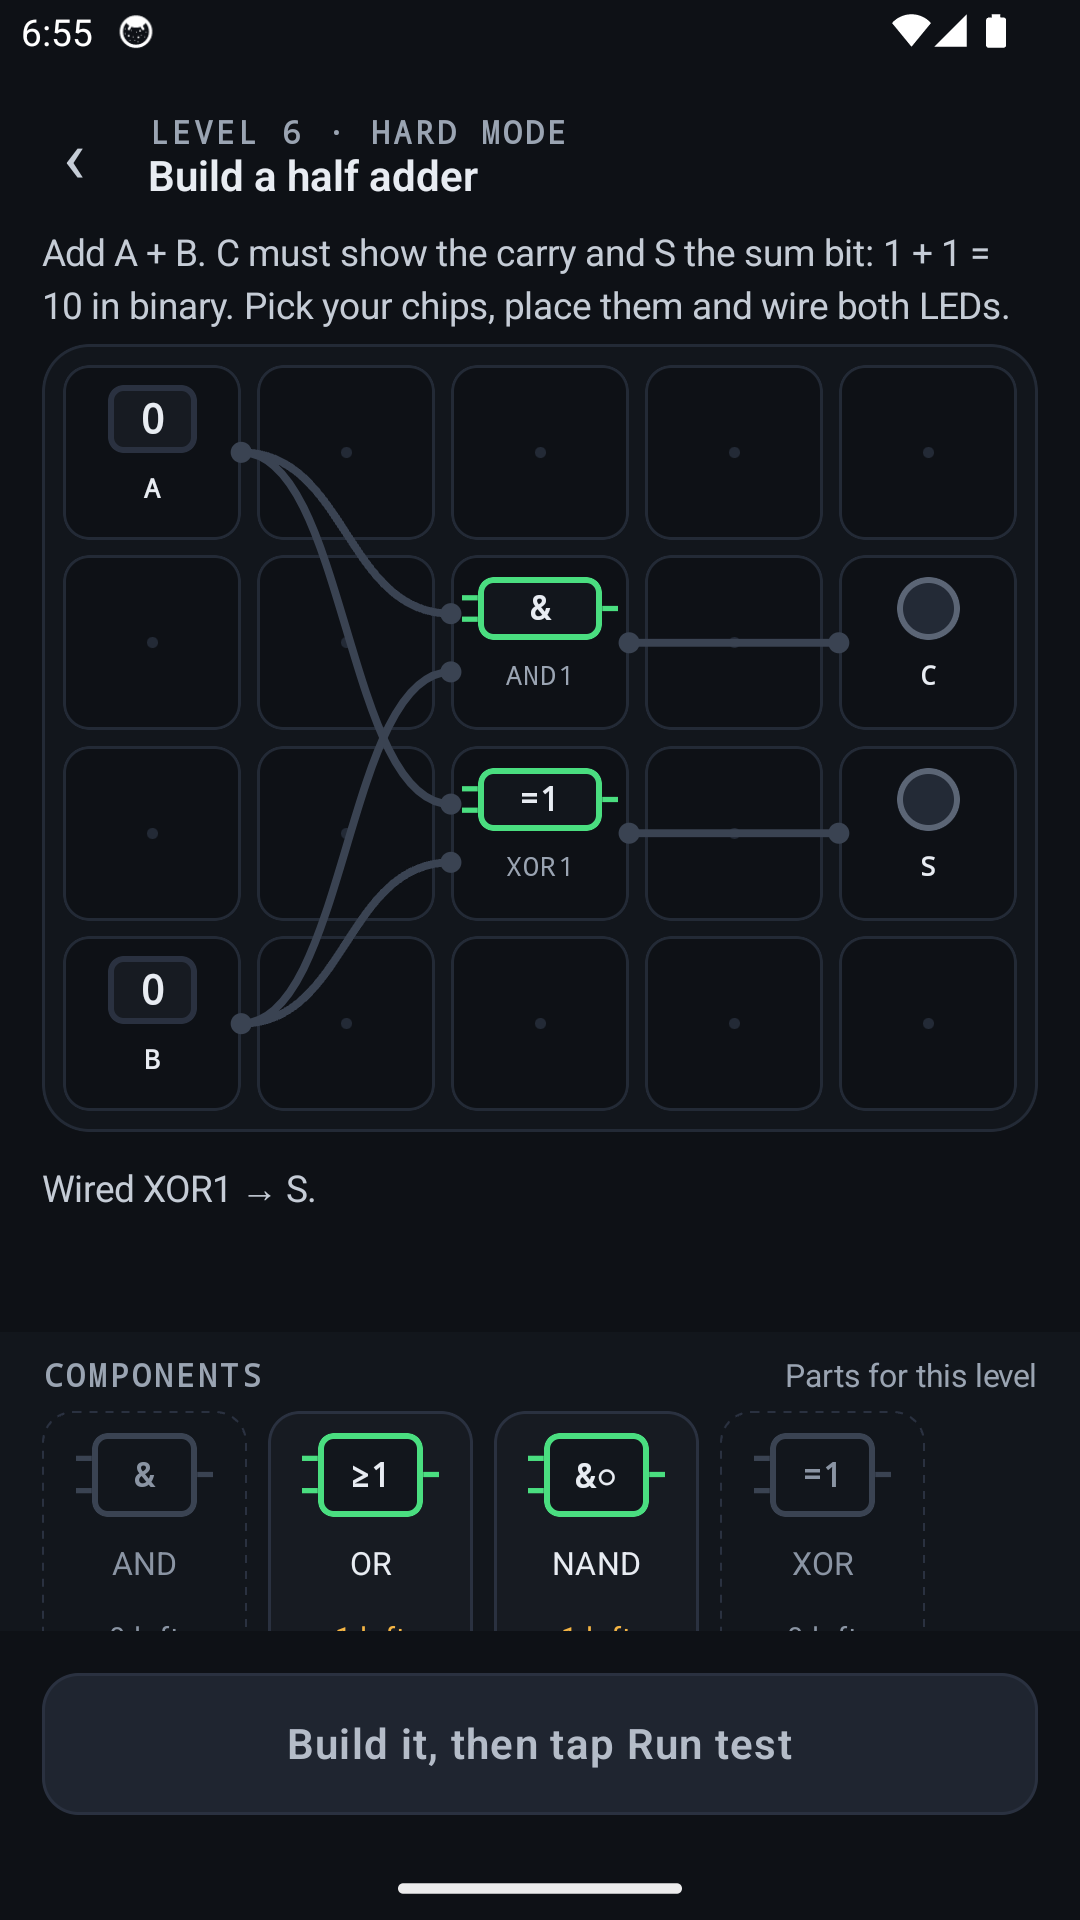 6:55
LEVEL 6 · HARD MODE
Build a half adder
Add A + B. C must show the carry and S the sum bit: 1 + 1 =
10 in binary. Pick your chips, place them and wire both LEDs.
0
A
&
AND1
C
=1
XOR1
S
0
B
Wired XOR1 → S.
COMPONENTS
Parts for this level
& ≥1 &○ =1
AND OR NAND XOR
Build it, then tap Run test